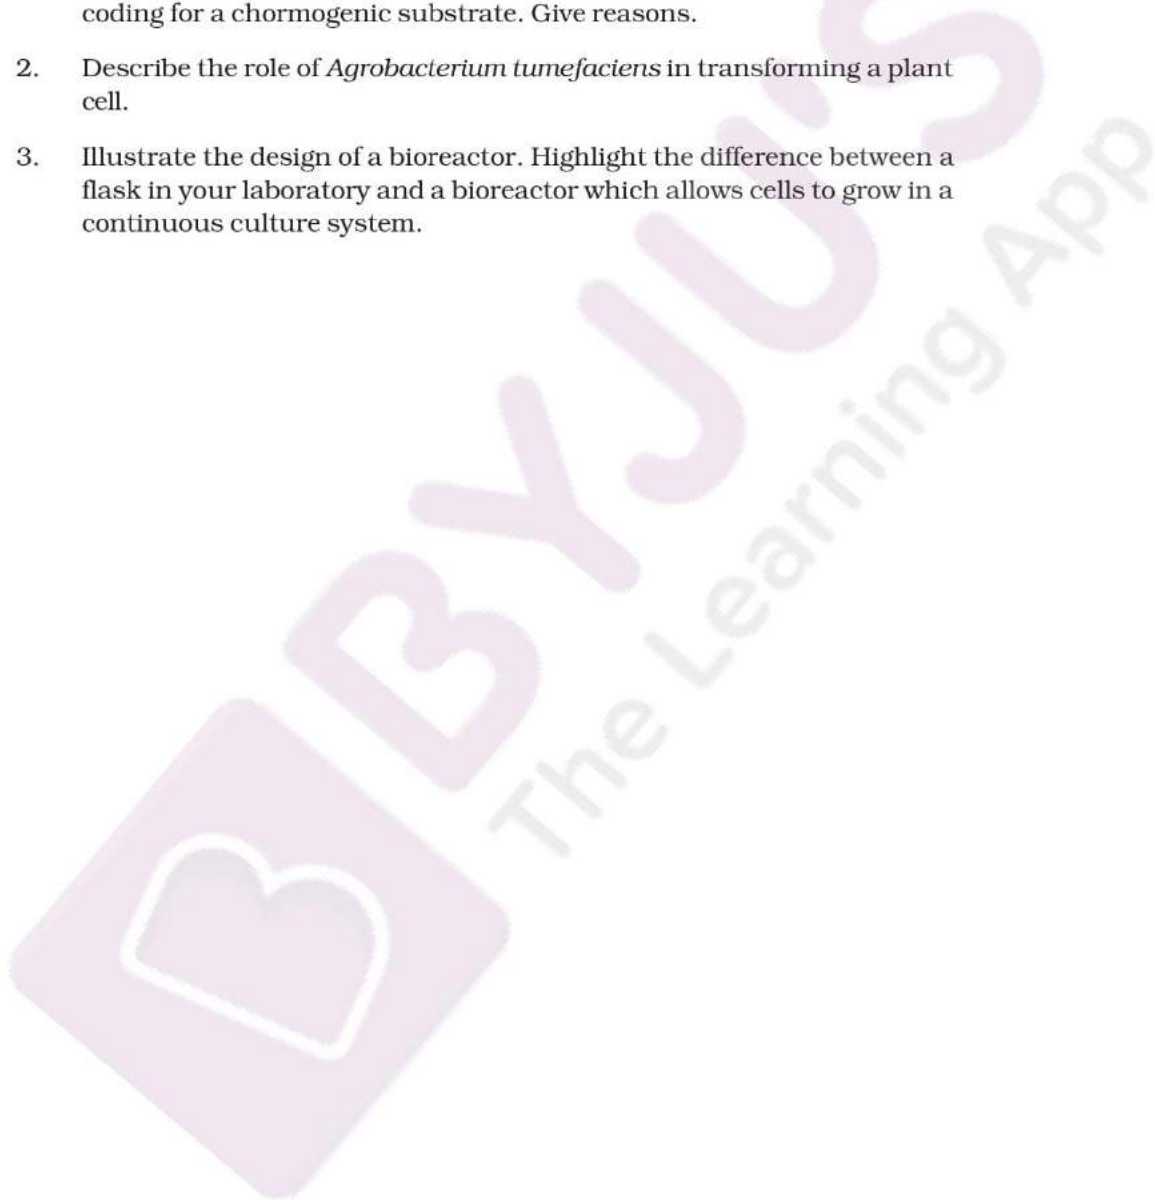 coding for a chormogenic substrate. Give reasons.
2. Describe the role of Agrobacterium tumefaciens in transforming a plant
cell.
3. Illustrate the design of a bioreactor. Highlight the difference between a
flask in your laboratory and a bioreactor which allows cells to grow in a
continuous culture system.
BYJU'S
The Learning App